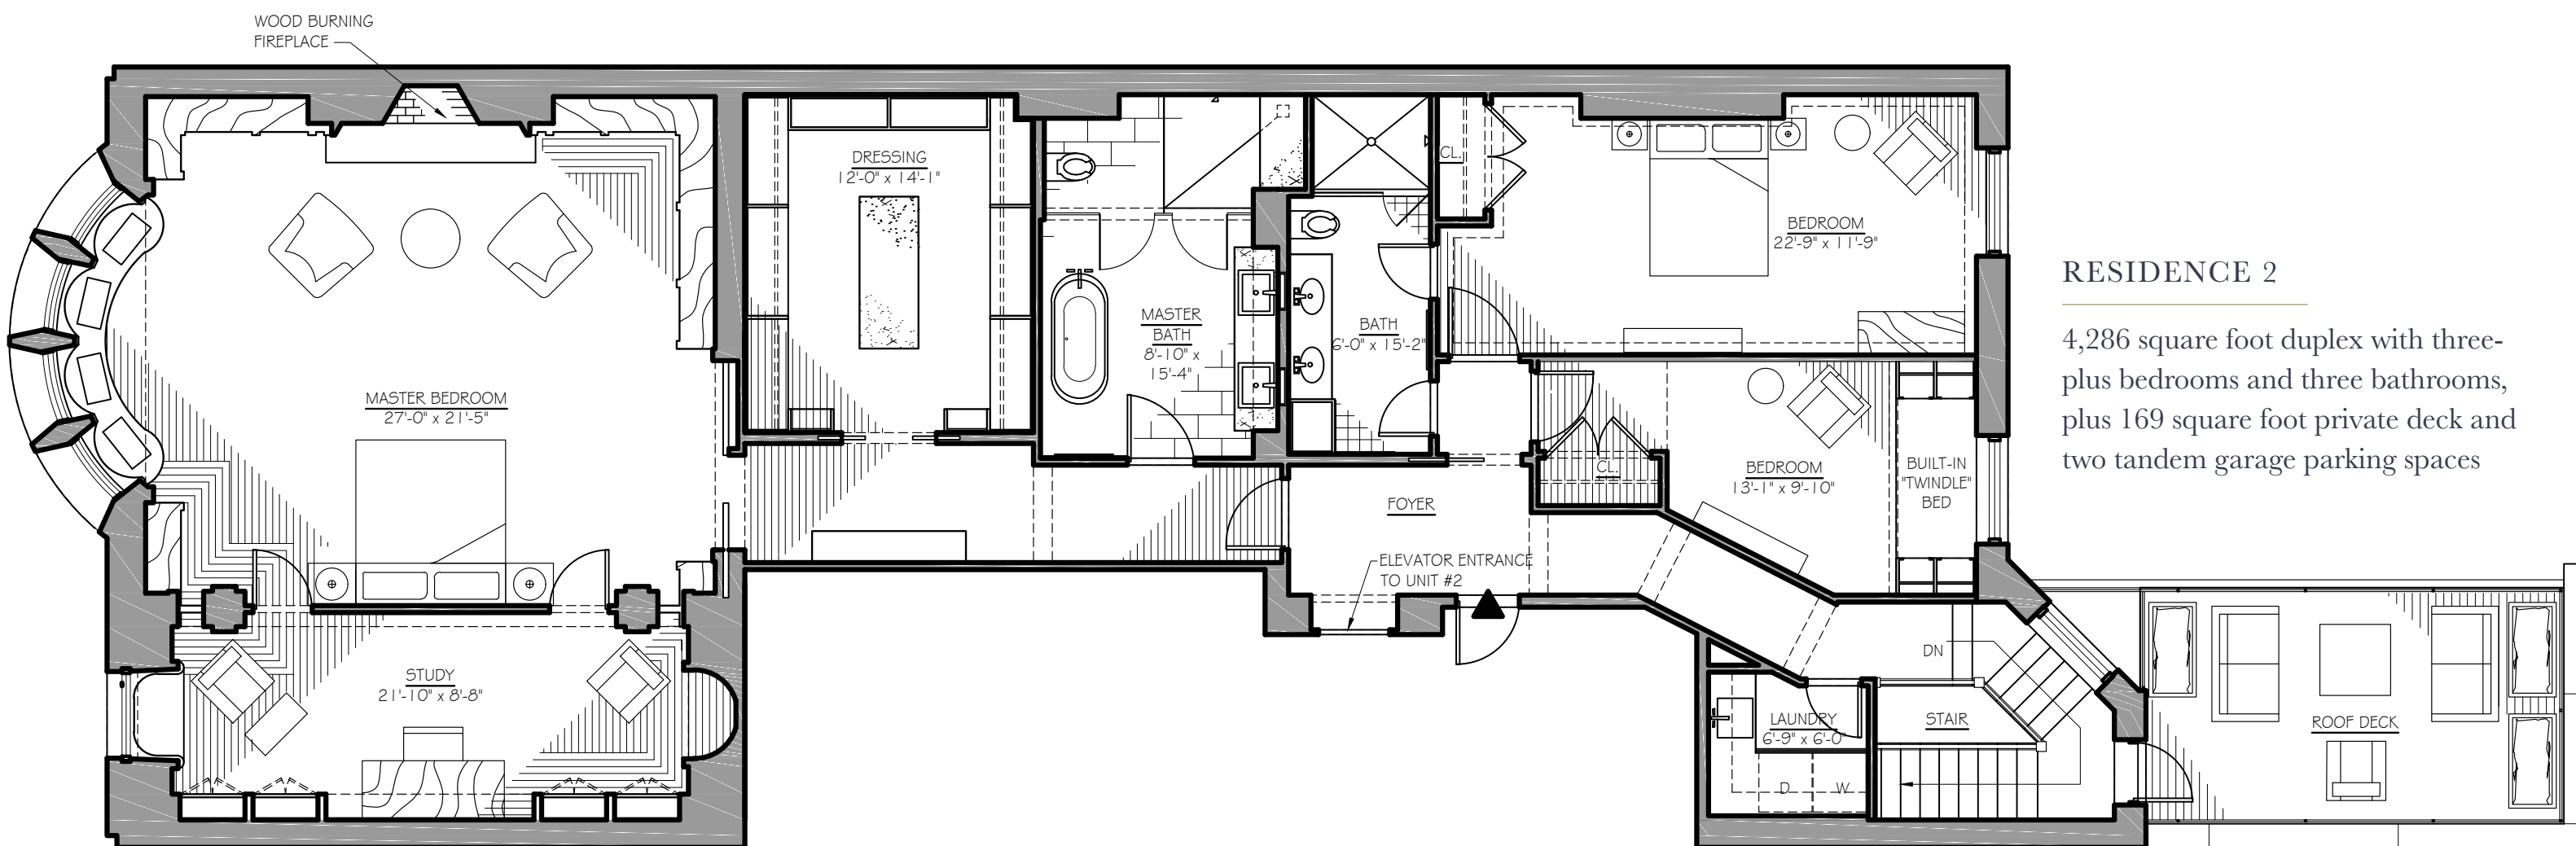 WOOD BURNING
FIREPLACE
DRESSING
12'-0" x 14'-1"
CL.
BEDROOM
22'-9" x 11'-9"
MASTER
BATH
8'-10" x
15'-4"
BATH
6'-0" x 15'-2"
MASTER BEDROOM
27'-0" x 21'-5"
CL.
BEDROOM
13'-1" x 9'-10"
BUILT-IN
"TWINDLE"
BED
FOYER
ELEVATOR ENTRANCE
TO UNIT #2
STUDY
21'-10" x 8'-8"
DN
LAUNDRY
6'-9" x 6'-0"
STAIR
D
W
ROOF DECK
RESIDENCE 2
4,286 square foot duplex with three-
plus bedrooms and three bathrooms,
plus 169 square foot private deck and
two tandem garage parking spaces